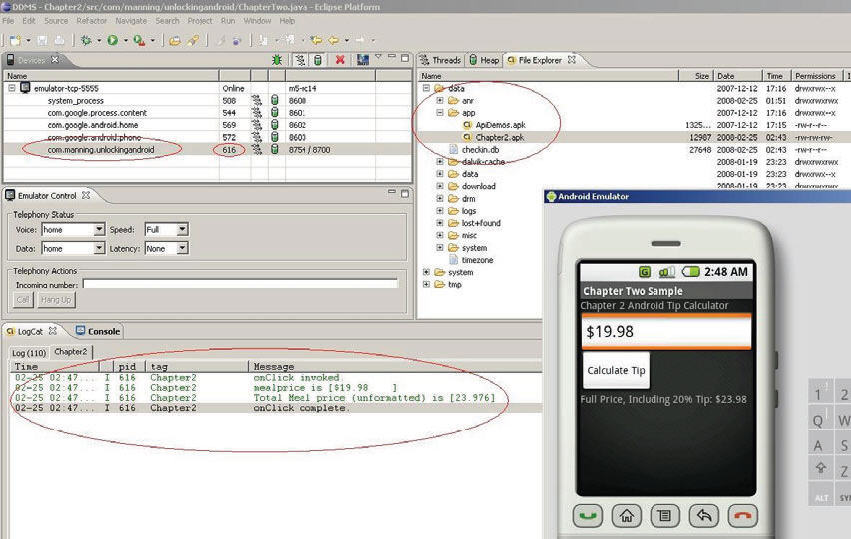 DDMS - Chapter2/src/com/manning/unlockingandroid/ChapterTwo.java - Eclipse Platform
File Edit Source Refactor Navigate Search Project Run Window Help
Devices
Name
emulator-tcp-5555 Online m5-rc14
system_process 508 8600
com.google.process.content 544 8601
com.google.android.home 569 8602
com.google.android.phone 572 8603
com.manning.unlockingandroid 616 8754 / 8700
Emulator Control
Telephony Status
Voice: home Speed: Full
Data: home Latency: None
Telephony Actions
Incoming number:
Call Hang Up
Threads Heap File Explorer
Name Size Date Time Permissions I
data 2007-12-12 17:16 drwxrwx--x
anr 2008-02-25 01:51 drwxrwxrwx
app 2007-12-12 17:16 drwxrwx--x
ApiDemos.apk 1325... 2007-12-12 17:15 -rw-r--r--
Chapter2.apk 12987 2008-02-25 02:43 -rw-rw-rw-
checkin.db 27648 2008-02-25 02:43 -rw-r--r--
dalvik-cache 2008-01-19 23:23 drwxrwx--x
data 2008-01-19 23:23 drwxrwx--x
download
drm
logs
lost+found
misc
system
timezone
system
tmp
LogCat Console
Log (110) Chapter2
Time pid tag Message
02-25 02:47... I 616 Chapter2 onClick invoked.
02-25 02:47... I 616 Chapter2 mealprice is [$19.98 ]
02-25 02:47... I 616 Chapter2 Total Meal price (unformatted) is [23.976]
02-25 02:47... I 616 Chapter2 onClick complete.
Android Emulator
G 2:48 AM
Chapter Two Sample
Chapter 2 Android Tip Calculator
$19.98
Calculate Tip
Full Price, Including 20% Tip: $23.98
1 ! 2
Q W
A S
Z
ALT SY